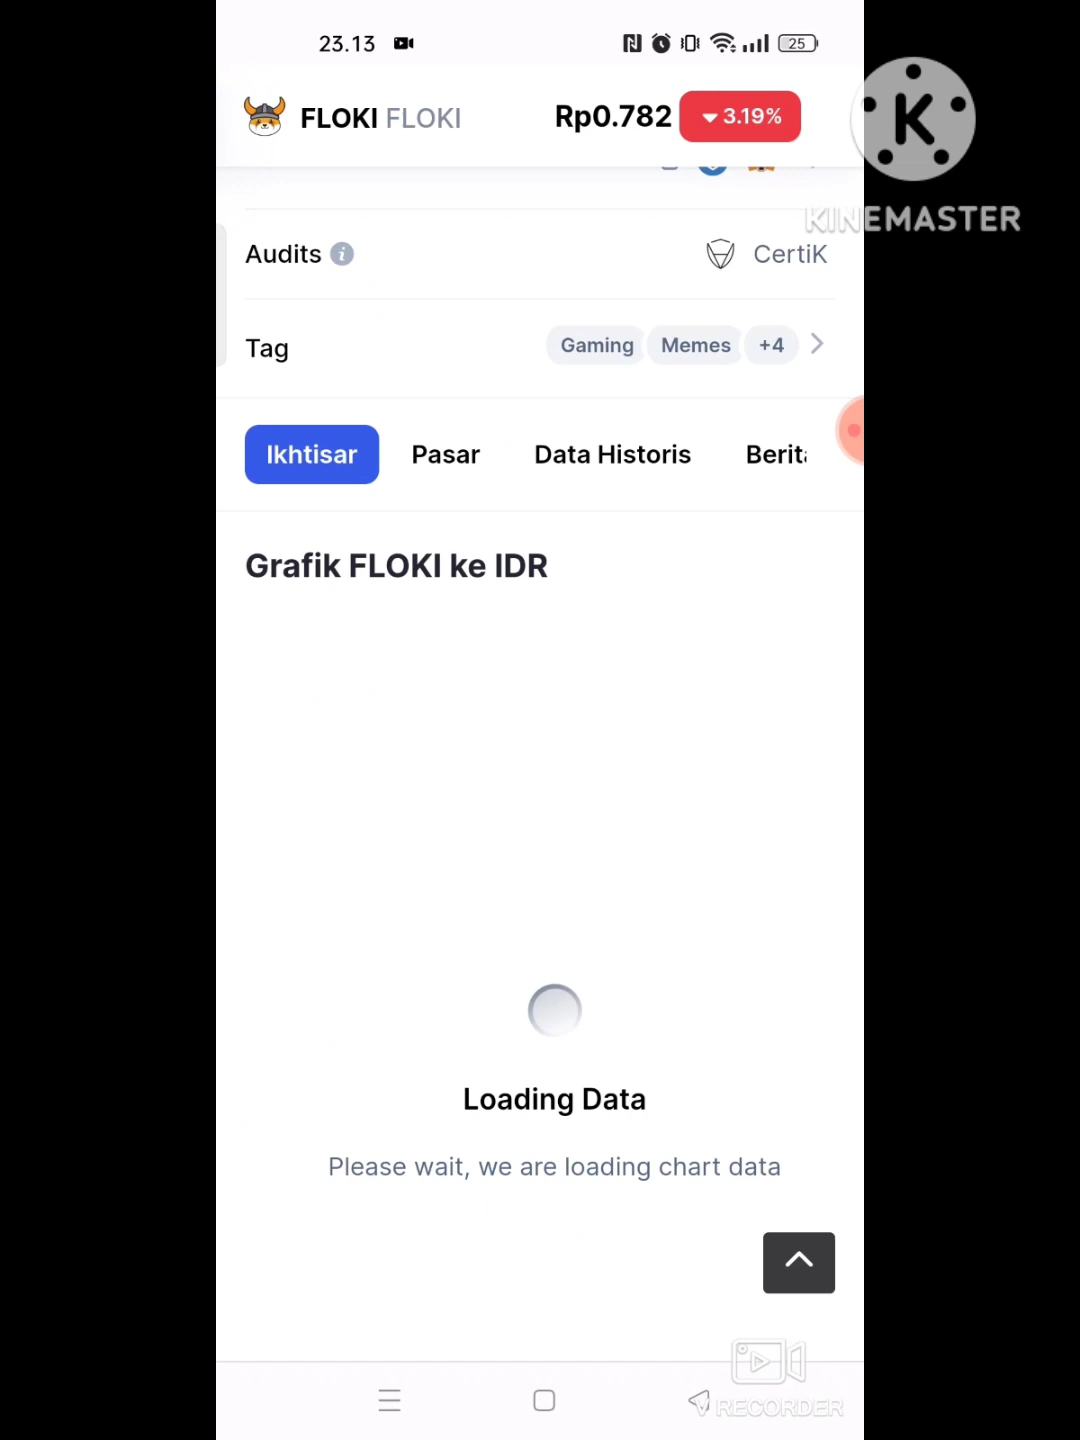 23.13
25
FLOKI FLOKI Rp0.782 3.19%
K
KINEMASTER
Audits CertiK
Tag Gaming Memes +4
Ikhtisar Pasar Data Historis
Grafik FLOKI ke IDR
Loading Data
Please wait, we are loading chart data
RECORDER